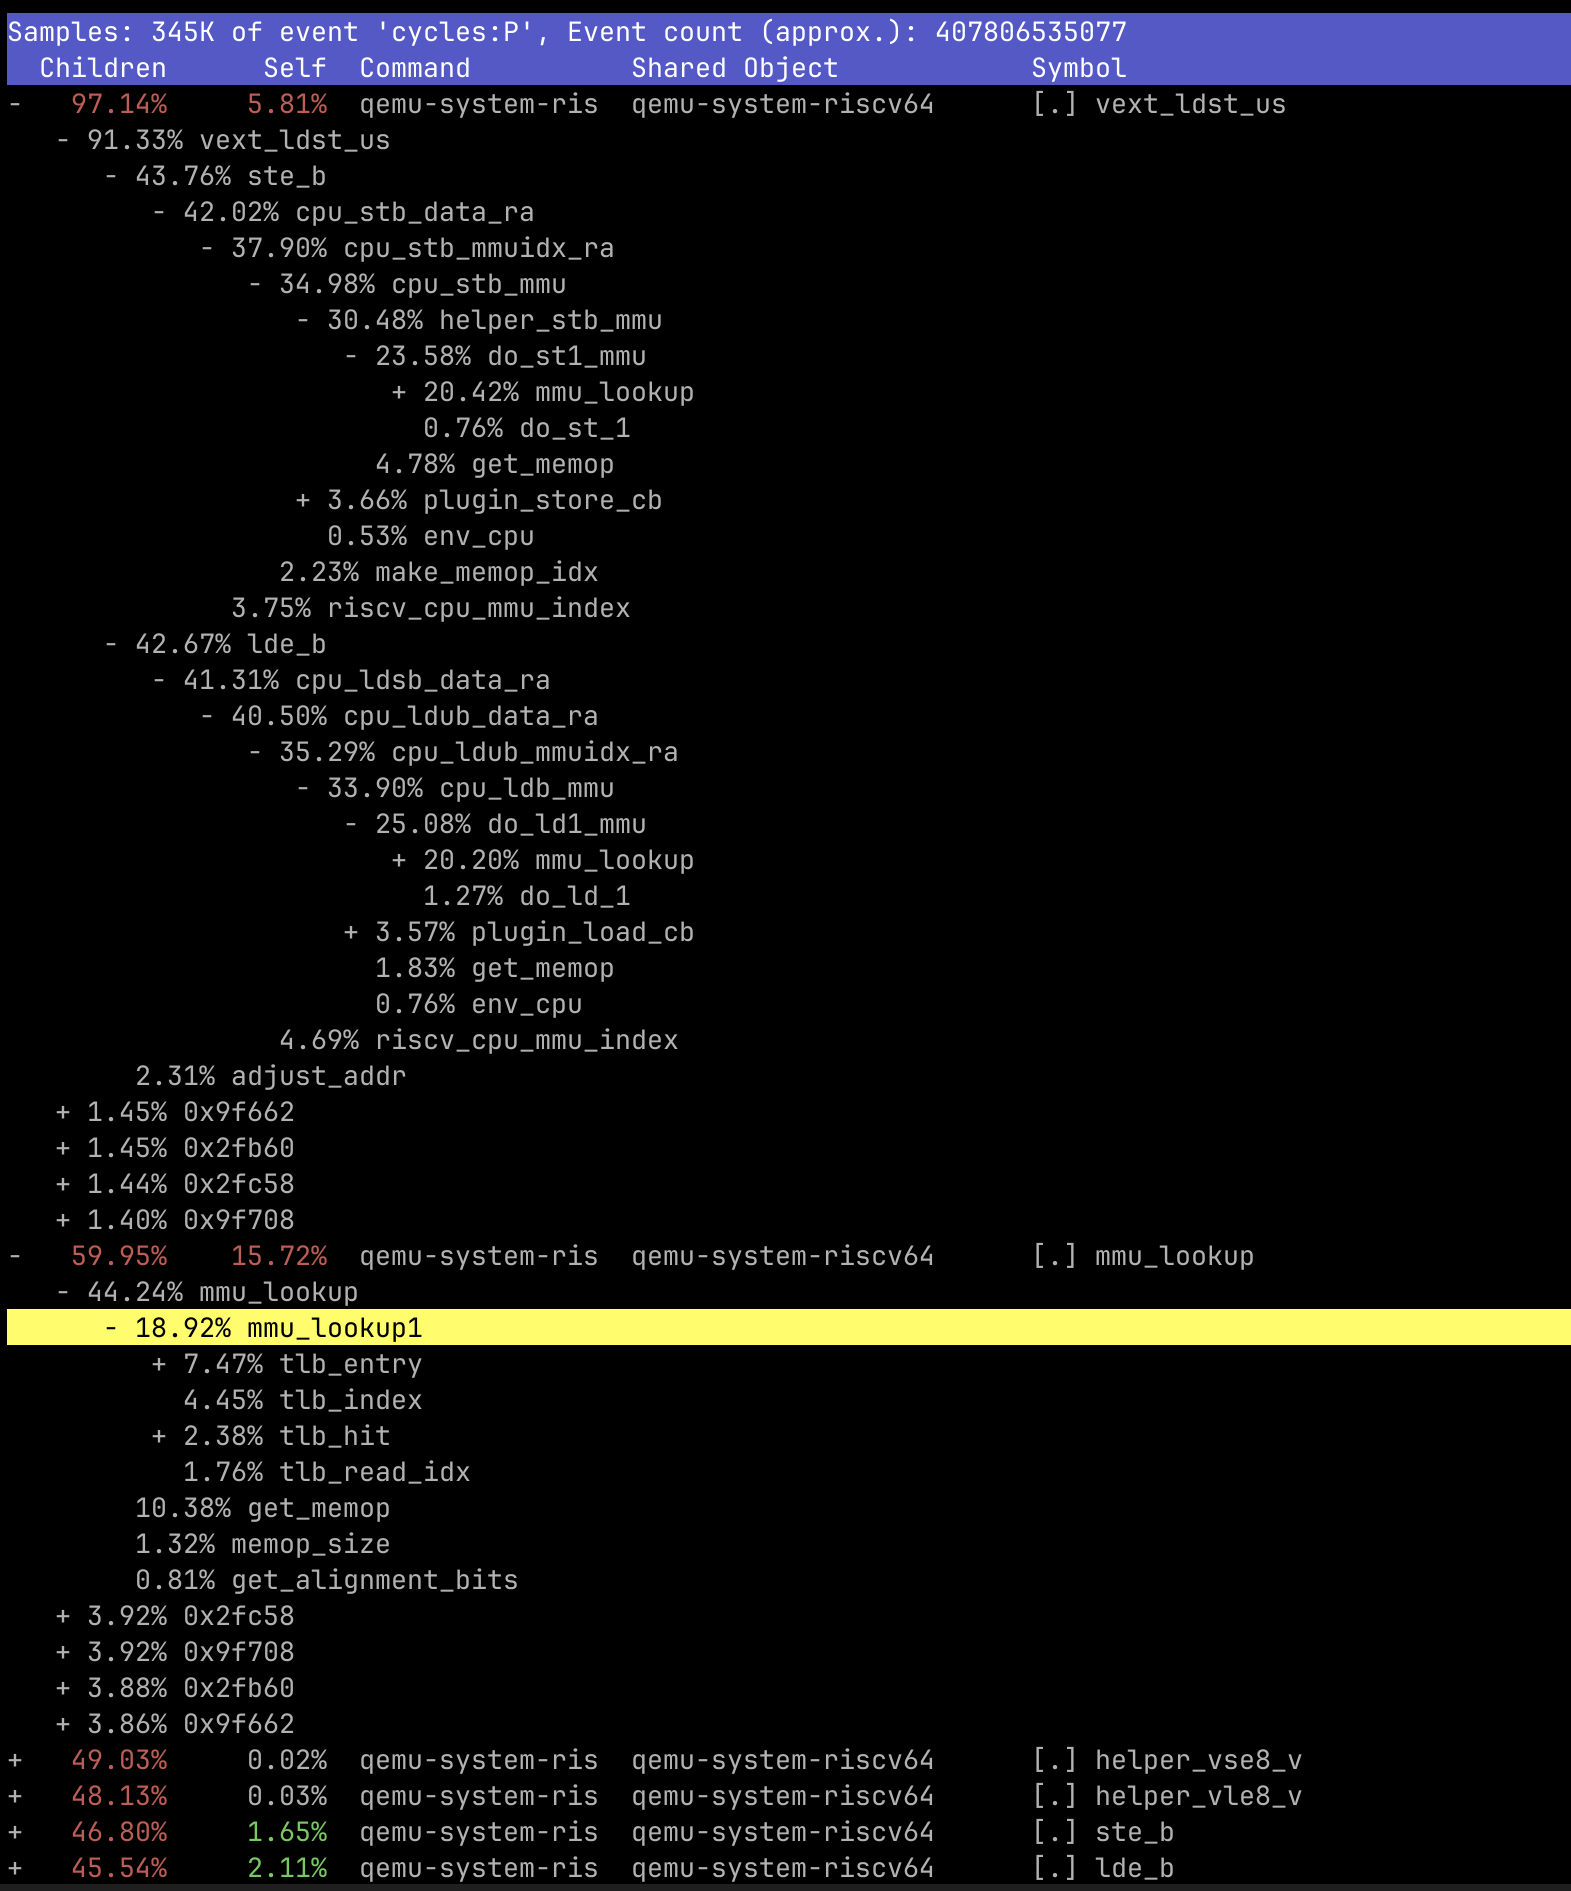 Samples: 345K of event 'cycles:P', Event count (approx.): 407806535077
  Children      Self  Command          Shared Object            Symbol
-   97.14%     5.81%  qemu-system-ris  qemu-system-riscv64      [.] vext_ldst_us
   - 91.33% vext_ldst_us
      - 43.76% ste_b
         - 42.02% cpu_stb_data_ra
            - 37.90% cpu_stb_mmuidx_ra
               - 34.98% cpu_stb_mmu
                  - 30.48% helper_stb_mmu
                     - 23.58% do_st1_mmu
                        + 20.42% mmu_lookup
                          0.76% do_st_1
                       4.78% get_memop
                  + 3.66% plugin_store_cb
                    0.53% env_cpu
                 2.23% make_memop_idx
              3.75% riscv_cpu_mmu_index
      - 42.67% lde_b
         - 41.31% cpu_ldsb_data_ra
            - 40.50% cpu_ldub_data_ra
               - 35.29% cpu_ldub_mmuidx_ra
                  - 33.90% cpu_ldb_mmu
                     - 25.08% do_ld1_mmu
                        + 20.20% mmu_lookup
                          1.27% do_ld_1
                     + 3.57% plugin_load_cb
                       1.83% get_memop
                       0.76% env_cpu
                 4.69% riscv_cpu_mmu_index
        2.31% adjust_addr
   + 1.45% 0x9f662
   + 1.45% 0x2fb60
   + 1.44% 0x2fc58
   + 1.40% 0x9f708
-   59.95%    15.72%  qemu-system-ris  qemu-system-riscv64      [.] mmu_lookup
   - 44.24% mmu_lookup
      - 18.92% mmu_lookup1
         + 7.47% tlb_entry
           4.45% tlb_index
         + 2.38% tlb_hit
           1.76% tlb_read_idx
        10.38% get_memop
        1.32% memop_size
        0.81% get_alignment_bits
   + 3.92% 0x2fc58
   + 3.92% 0x9f708
   + 3.88% 0x2fb60
   + 3.86% 0x9f662
+   49.03%     0.02%  qemu-system-ris  qemu-system-riscv64      [.] helper_vse8_v
+   48.13%     0.03%  qemu-system-ris  qemu-system-riscv64      [.] helper_vle8_v
+   46.80%     1.65%  qemu-system-ris  qemu-system-riscv64      [.] ste_b
+   45.54%     2.11%  qemu-system-ris  qemu-system-riscv64      [.] lde_b